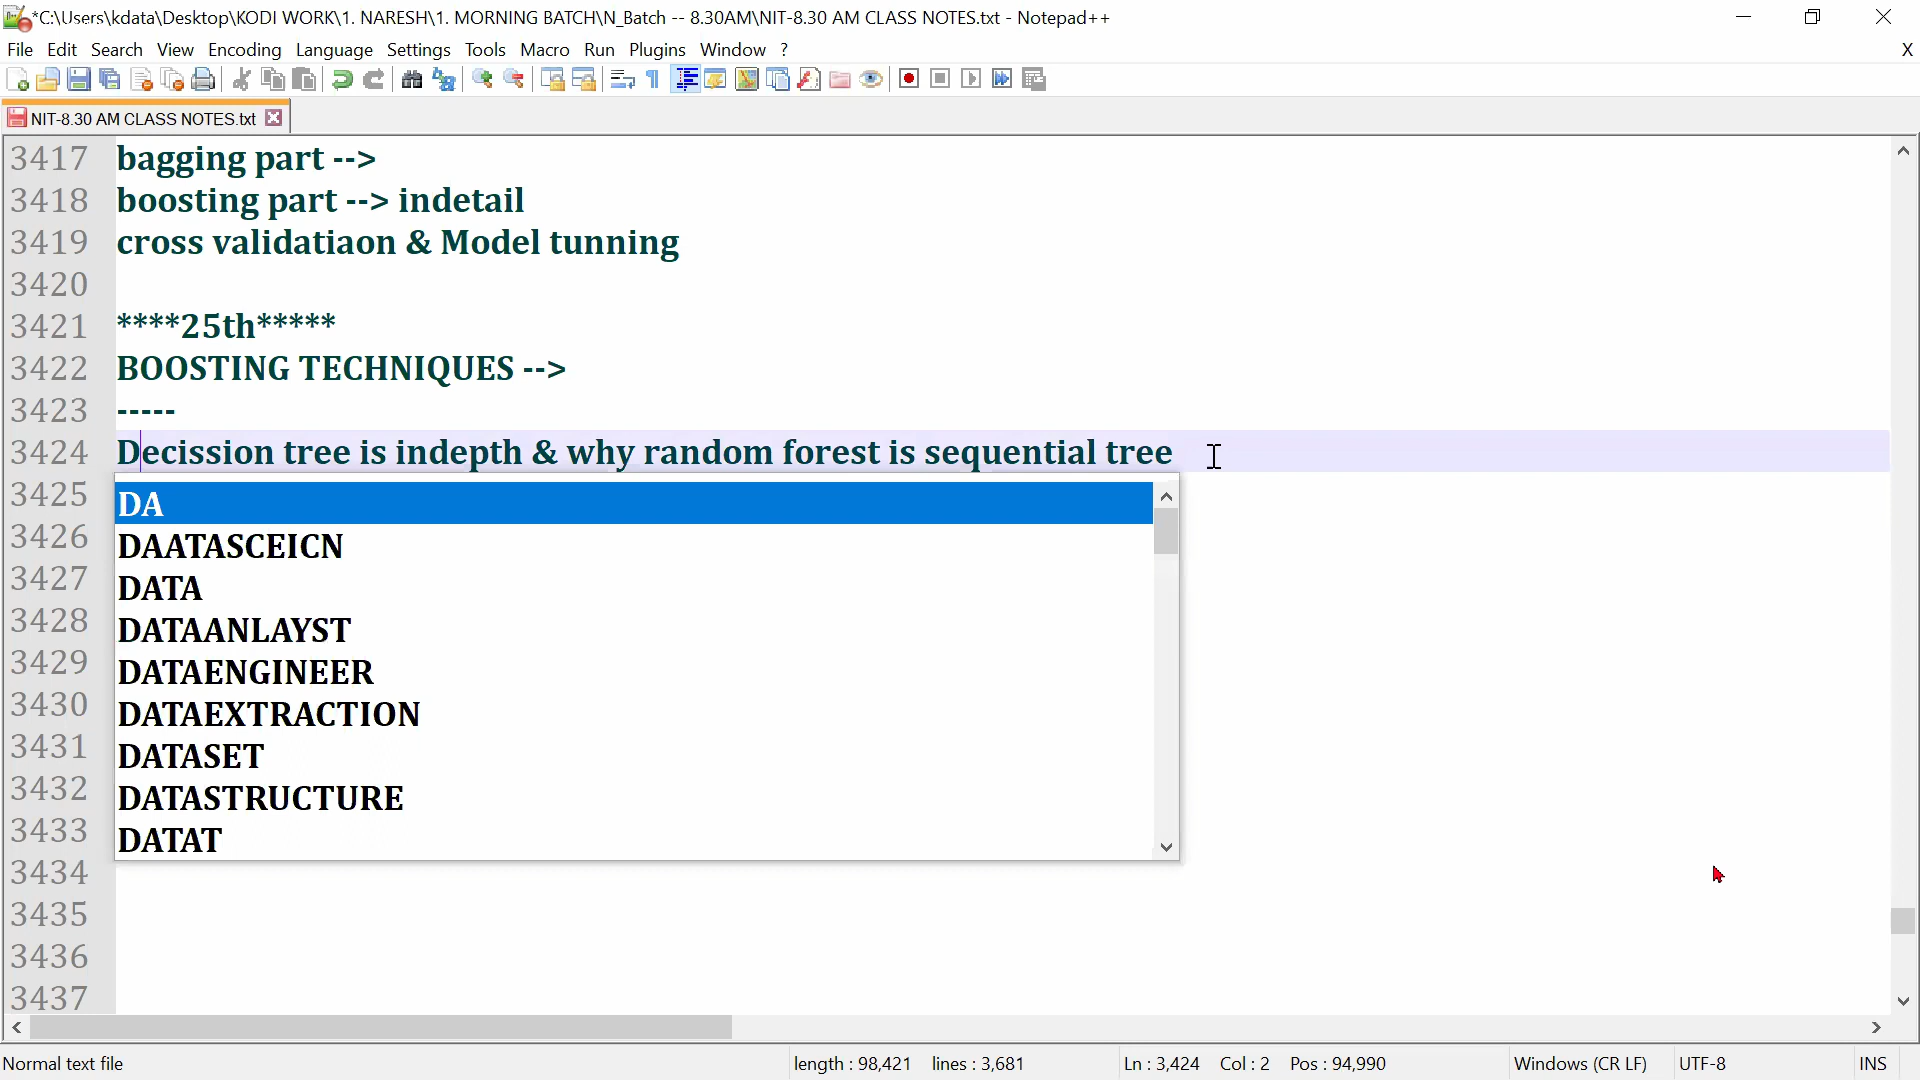 *C:\Users\kdata\Desktop\KODI WORK\1. NARESH\1. MORNING BATCH\N_Batch -- 8.30AM\NIT-8.30 AM CLASS NOTES.txt - Notepad++
File Edit Search View Encoding Language Settings Tools Macro Run Plugins Window ? X
NIT-8.30 AM CLASS NOTES.txt
3417 bagging part -->
3418 boosting part --> indetail
3419 cross validatiaon & Model tunning
3420
3421 ****25th*****
3422 BOOSTING TECHNIQUES -->
3423 -----
3424 Decission tree is indepth & why random forest is sequential tree
3425 DA
3426 DAATASCEICN
3427 DATA
3428 DATAANLAYST
3429 DATAENGINEER
3430 DATAEXTRACTION
3431 DATASET
3432 DATASTRUCTURE
3433 DATAT
3434
3435
3436
3437
Normal text file length : 98,421 lines : 3,681 Ln : 3,424 Col : 2 Pos : 94,990 Windows (CR LF) UTF-8 INS